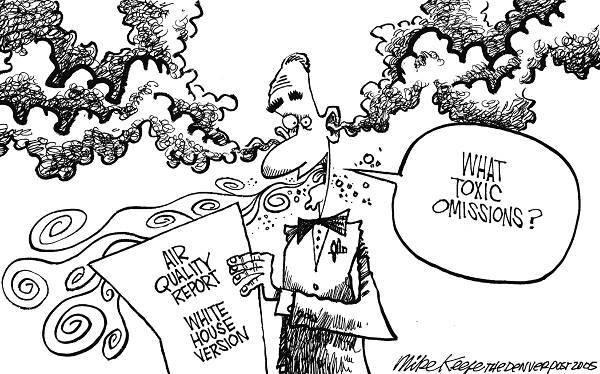 WHAT
TOXIC
OMISSIONS?
AIR
QUALITY
REPORT
WHITE
HOUSE
VERSION
Mike Keefe THE DENVER POST 2005